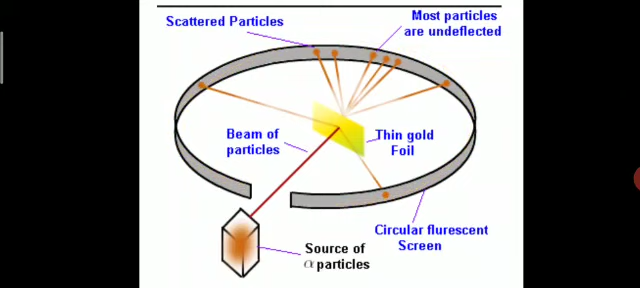 Scattered Particles
Most particles
are undeflected
Beam of
particles
Thin gold
Foil
Circular flurescent
Screen
Source of
α particles